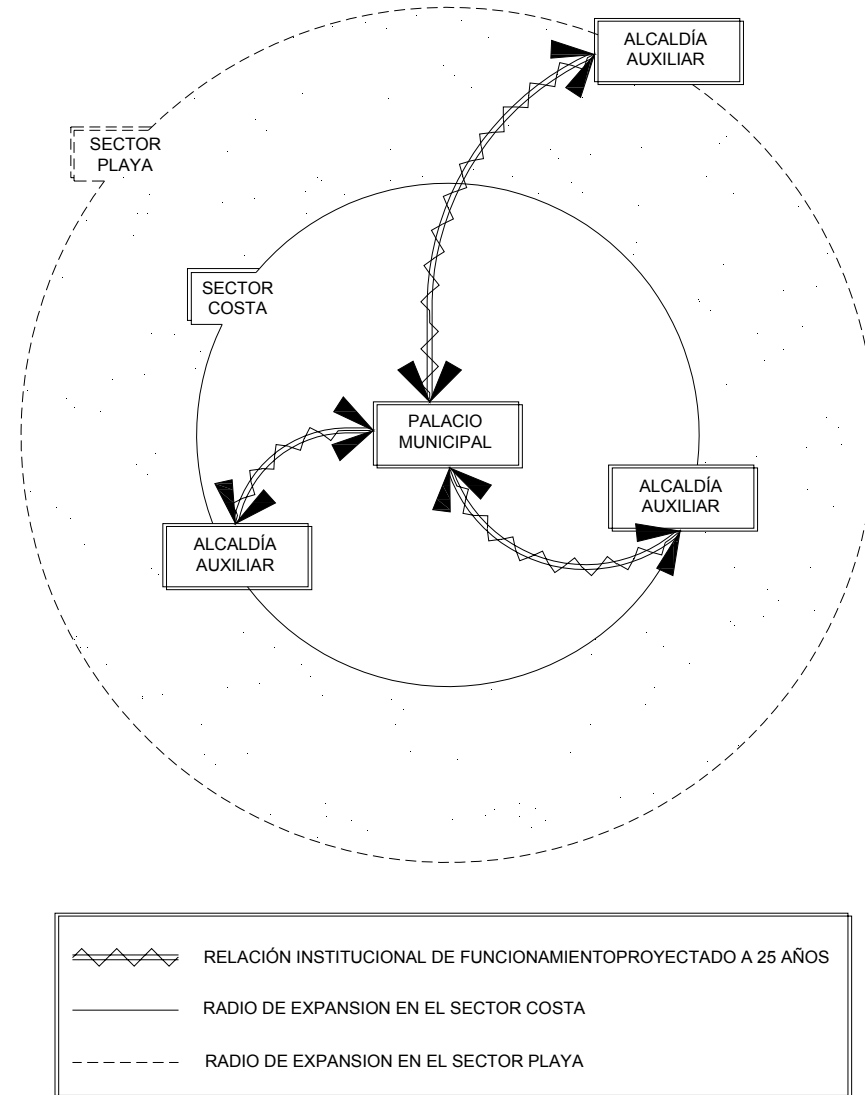 ALCALDÍA
AUXILIAR
SECTOR
PLAYA
SECTOR
COSTA
PALACIO
MUNICIPAL
ALCALDÍA
AUXILIAR
ALCALDÍA
AUXILIAR
RELACIÓN INSTITUCIONAL DE FUNCIONAMIENTOPROYECTADO A 25 AÑOS
RADIO DE EXPANSION EN EL SECTOR COSTA
RADIO DE EXPANSION EN EL SECTOR PLAYA